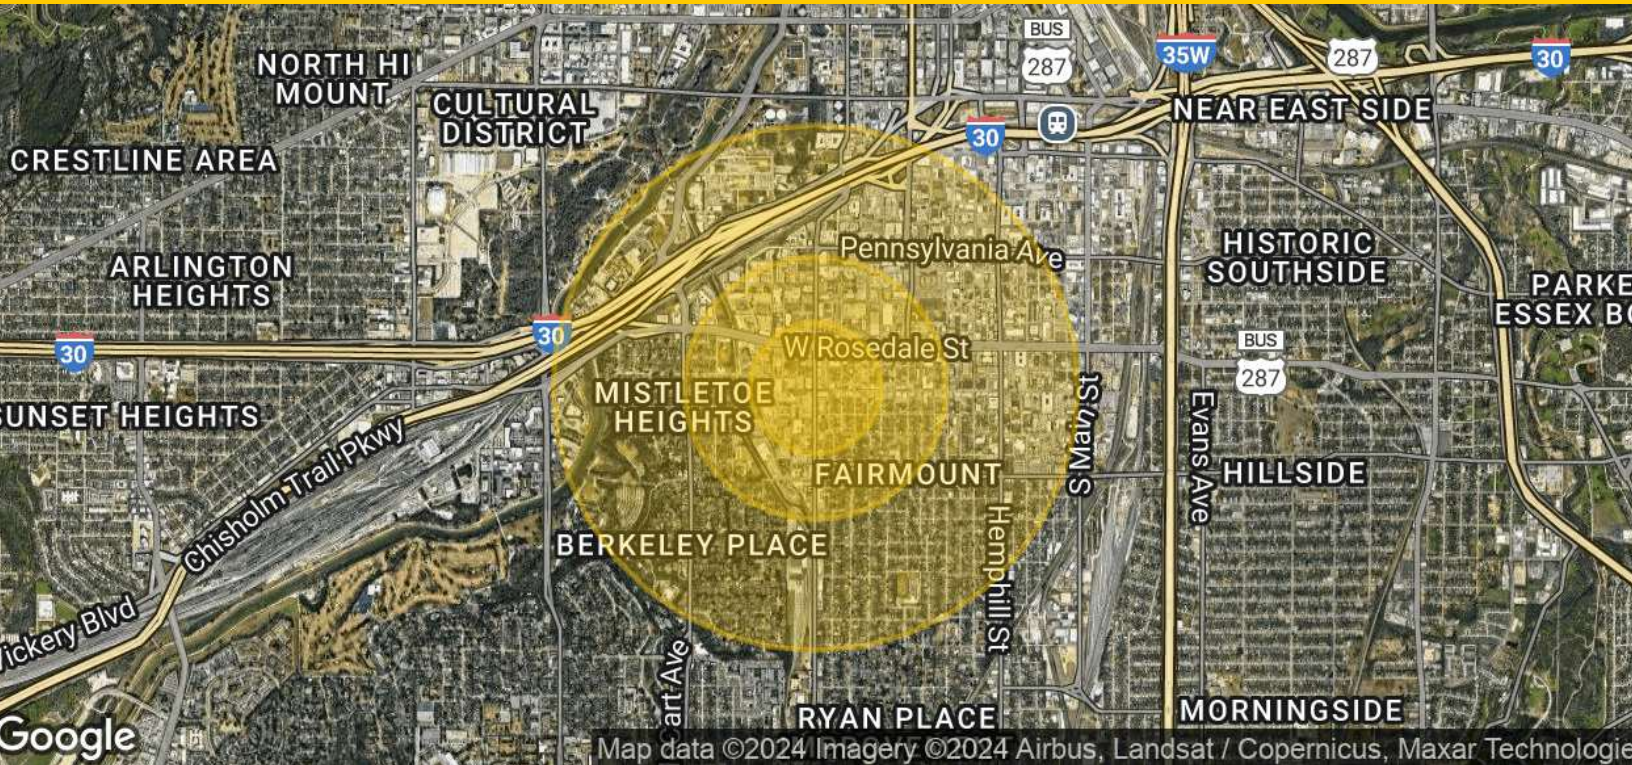 BUS
287
35W
287
30
NORTH HI
MOUNT
CULTURAL
DISTRICT
NEAR EAST SIDE
30
CRESTLINE AREA
Pennsylvania Ave
HISTORIC
SOUTHSIDE
ARLINGTON
HEIGHTS
PARKE
ESSEX BO
30
30
W Rosedale St
BUS
287
MISTLETOE
HEIGHTS
SUNSET HEIGHTS
S Main St
Evans Ave
Chisholm Trail Pkwy
FAIRMOUNT
HILLSIDE
BERKELEY PLACE
Hemphill St
Vickery Blvd
cart Ave
RYAN PLACE
MORNINGSIDE
Google
Map data ©2024 Imagery ©2024 Airbus, Landsat / Copernicus, Maxar Technologie